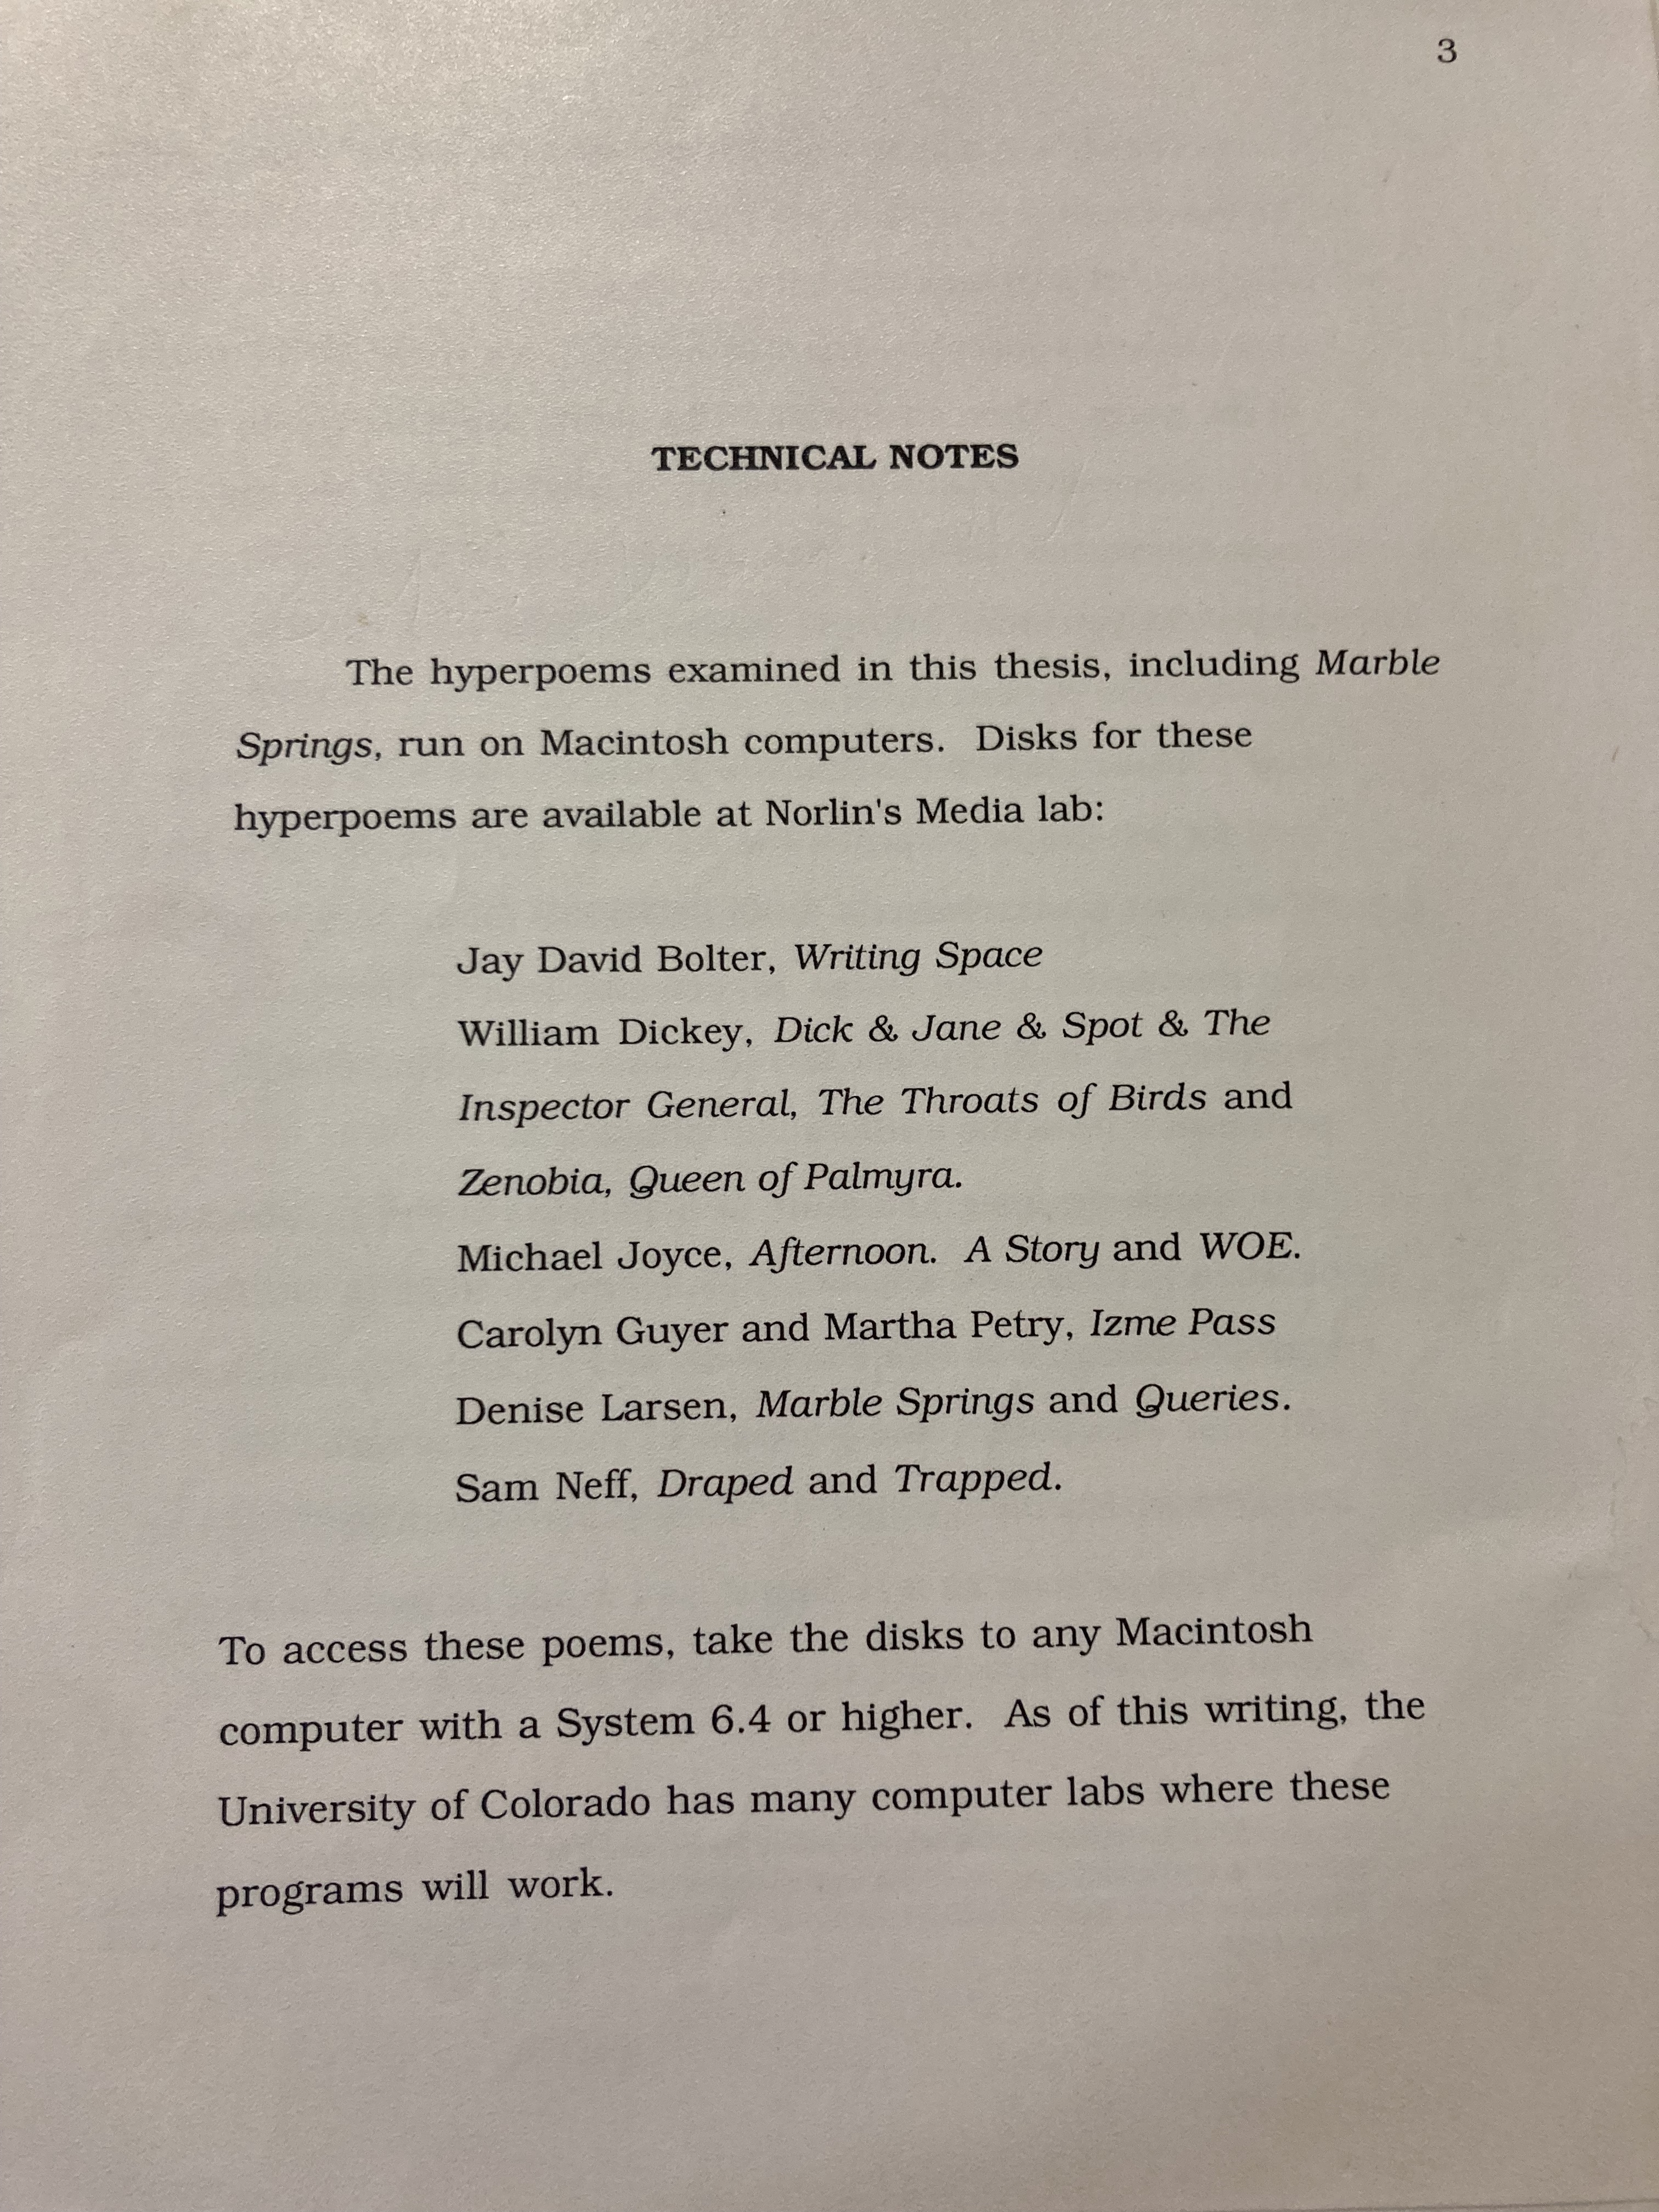 3
TECHNICAL NOTES
The hyperpoems examined in this thesis, including Marble
Springs, run on Macintosh computers.  Disks for these
hyperpoems are available at Norlin's Media lab:
Jay David Bolter, Writing Space
William Dickey, Dick & Jane & Spot & The
Inspector General, The Throats of Birds and
Zenobia, Queen of Palmyra.
Michael Joyce, Afternoon.  A Story and WOE.
Carolyn Guyer and Martha Petry, Izme Pass
Denise Larsen, Marble Springs and Queries.
Sam Neff, Draped and Trapped.
To access these poems, take the disks to any Macintosh
computer with a System 6.4 or higher.  As of this writing, the
University of Colorado has many computer labs where these
programs will work.